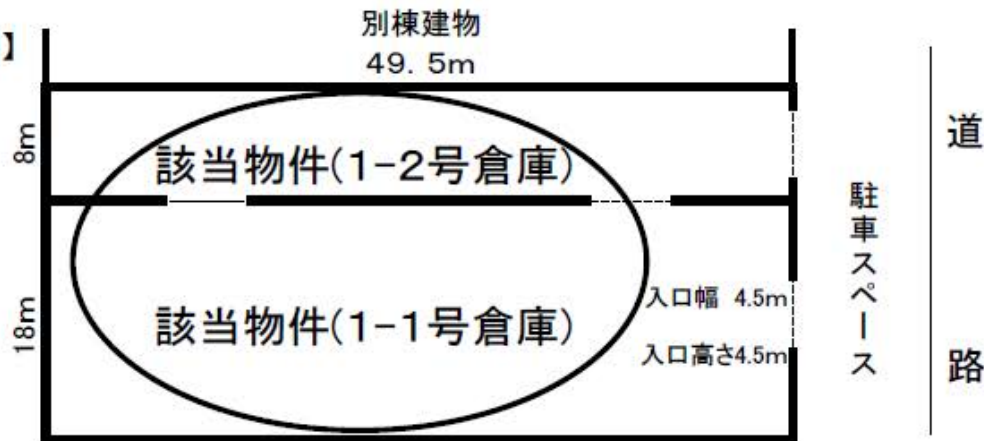 】
別棟建物
49.5m
8m
該当物件(1-2号倉庫)
18m
該当物件(1-1号倉庫)
入口幅 4.5m
入口高さ4.5m
駐車スペース
道路